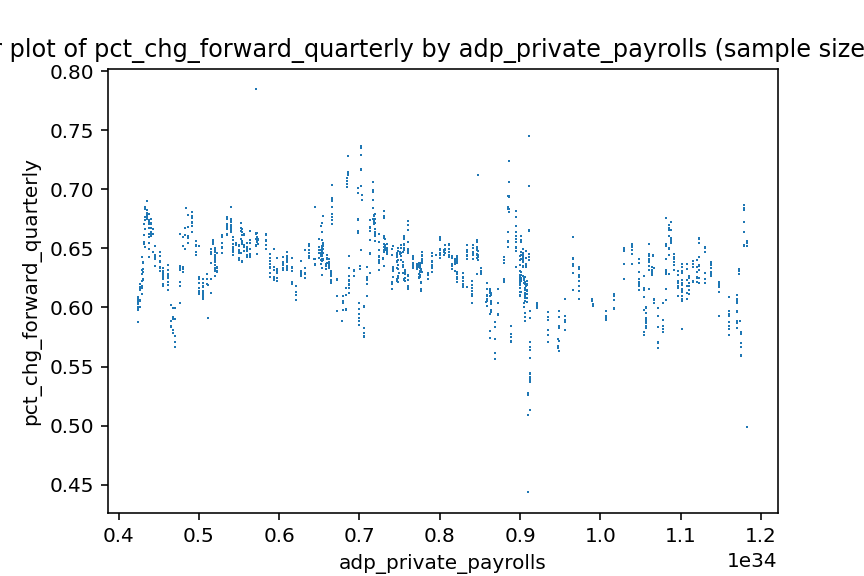 r plot of pct_chg_forward_quarterly by adp_private_payrolls (sample size
0.80
0.75
0.70
0.65
0.60
0.55
0.50
0.45
pct_chg_forward_quarterly
0.4 0.5 0.6 0.7 0.8 0.9 1.0 1.1 1.2
1e34
adp_private_payrolls